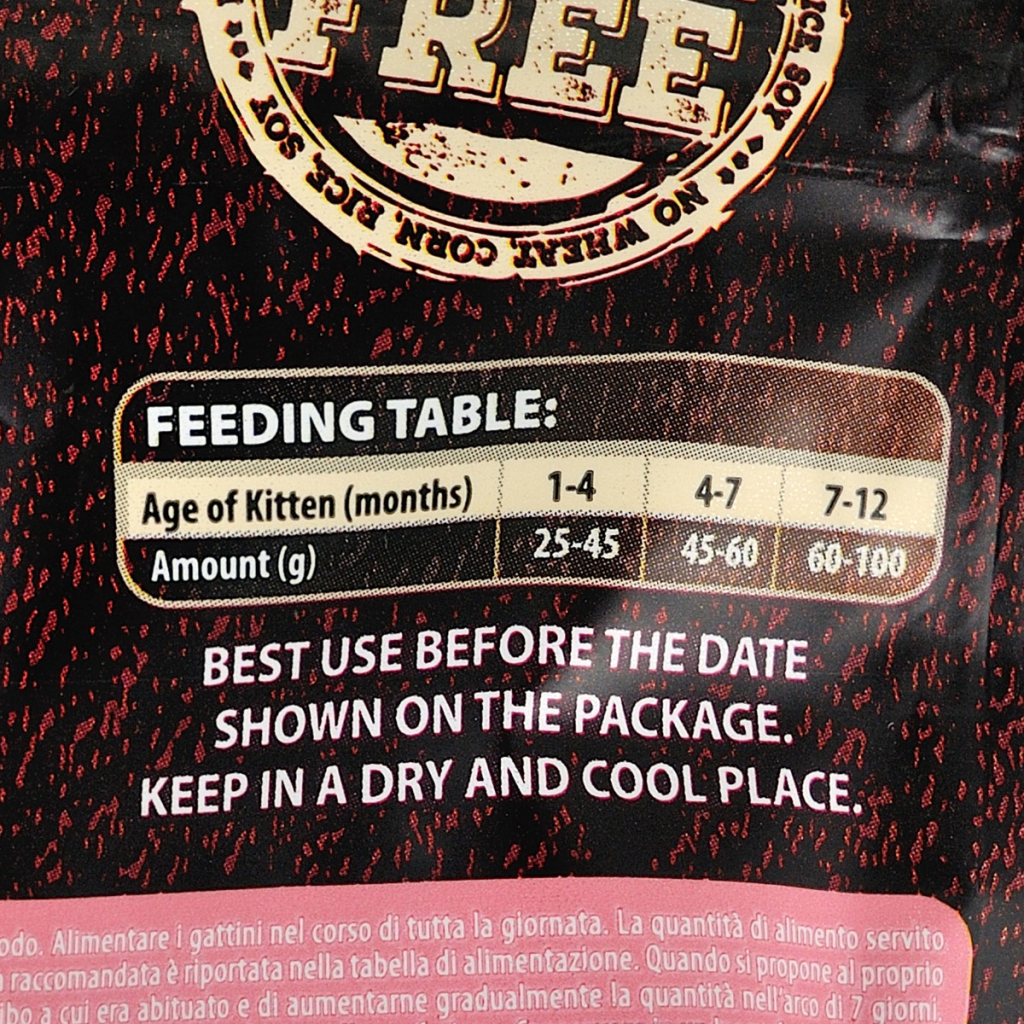 FREE
RICE, SOY
NO WHEAT, CORN, RICE, SOY
FEEDING TABLE:
Age of Kitten (months) 1-4 4-7 7-12
Amount (g) 25-45 45-60 60-100
BEST USE BEFORE THE DATE
SHOWN ON THE PACKAGE.
KEEP IN A DRY AND COOL PLACE.
Alimentare i gattini nel corso di tutta la giornata. La quantità di alimento servito
raccomandata è riportata nella tabella di alimentazione. Quando si propone al proprio
a cui era abituato e di aumentarne gradualmente la quantità nell'arco di 7 giorni.